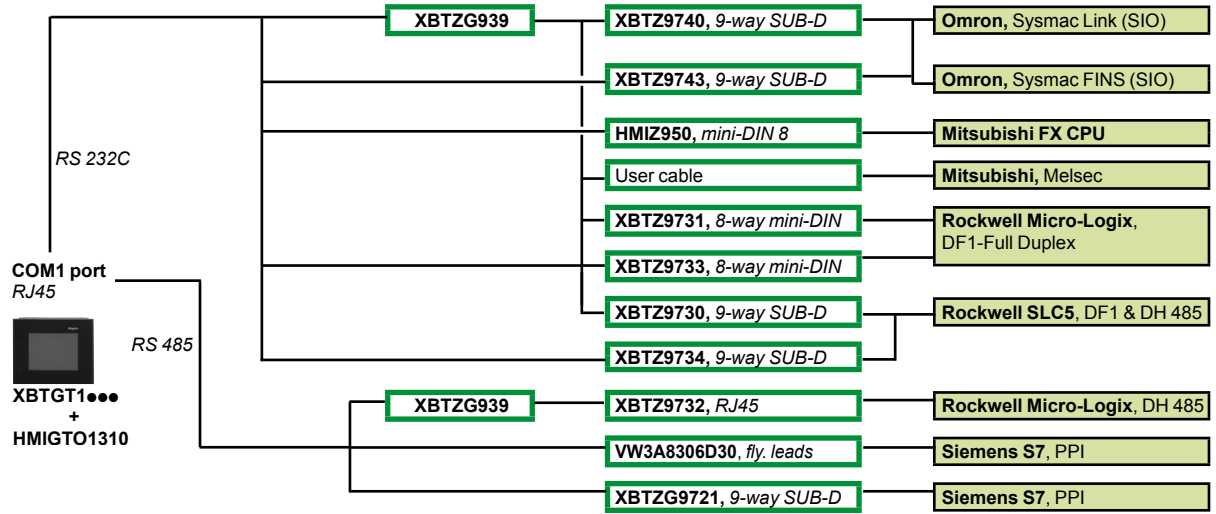 XBTZG939
XBTZ9740, 9-way SUB-D
Omron, Sysmac Link (SIO)
XBTZ9743, 9-way SUB-D
Omron, Sysmac FINS (SIO)
HMIZ950, mini-DIN 8
Mitsubishi FX CPU
RS 232C
User cable
Mitsubishi, Melsec
XBTZ9731, 8-way mini-DIN
Rockwell Micro-Logix,
DF1-Full Duplex
XBTZ9733, 8-way mini-DIN
COM1 port
RJ45
XBTZ9730, 9-way SUB-D
Rockwell SLC5, DF1 & DH 485
RS 485
XBTZ9734, 9-way SUB-D
XBTGT1●●●
+
HMIGTO1310
XBTZG939
XBTZ9732, RJ45
Rockwell Micro-Logix, DH 485
VW3A8306D30, fly. leads
Siemens S7, PPI
XBTZG9721, 9-way SUB-D
Siemens S7, PPI